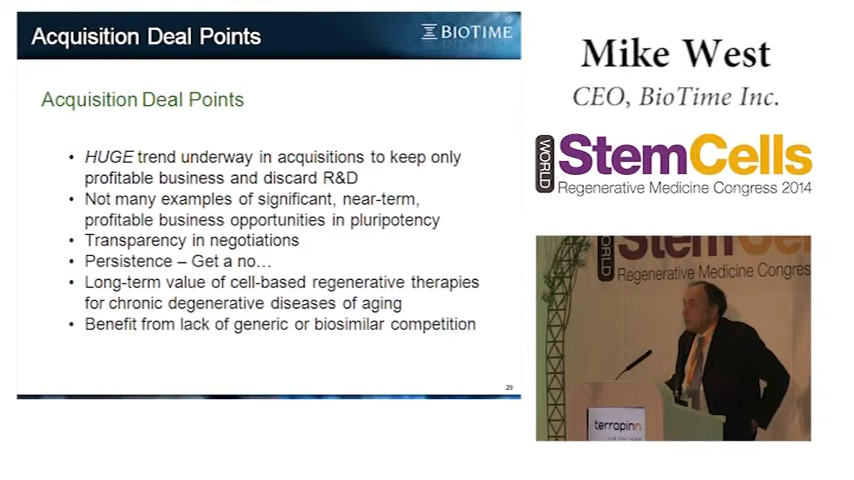 Acquisition Deal Points
BIOTIME
Acquisition Deal Points
• HUGE trend underway in acquisitions to keep only
profitable business and discard R&D
• Not many examples of significant, near-term,
profitable business opportunities in pluripotency
• Transparency in negotiations
• Persistence – Get a no…
• Long-term value of cell-based regenerative therapies
for chronic degenerative diseases of aging
• Benefit from lack of generic or biosimilar competition
29
Mike West
CEO, BioTime Inc.
WORLD
StemCells
Regenerative Medicine Congress 2014
WORLD
StemCel
Regenerative Medicine Congres
terrapinn